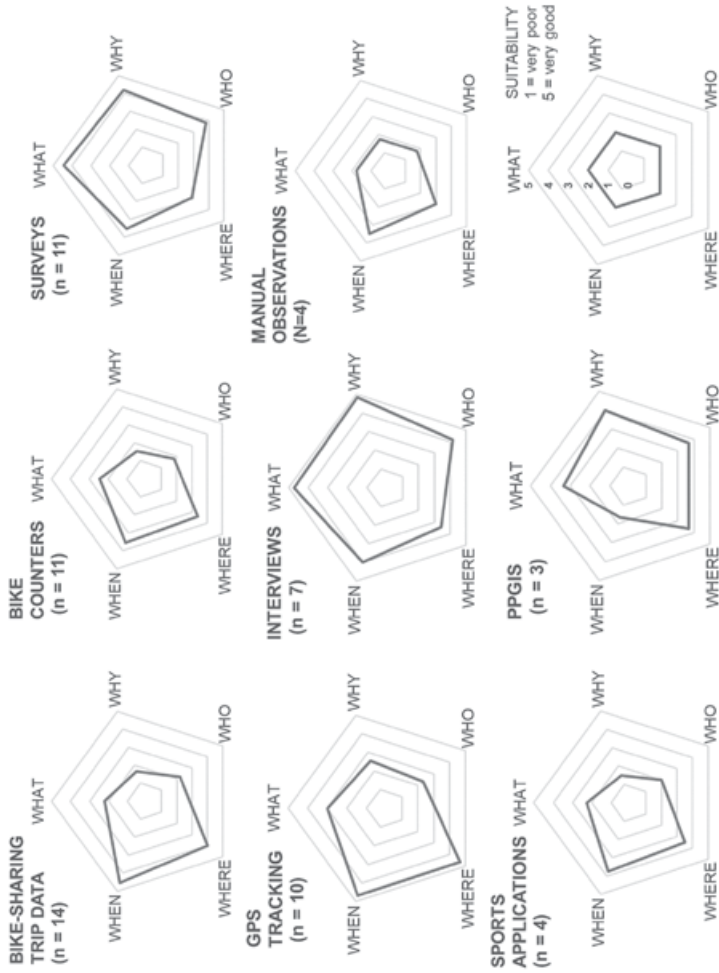 BIKE-SHARING
TRIP DATA
(n = 14)
WHAT
WHEN
WHY
WHERE
WHO
BIKE
COUNTERS
(n = 11)
WHAT
WHEN
WHY
WHERE
WHO
SURVEYS
(n = 11)
WHAT
WHEN
WHY
WHERE
WHO
GPS
TRACKING
(n = 10)
WHAT
WHEN
WHY
WHERE
WHO
INTERVIEWS
(n = 7)
WHAT
WHEN
WHY
WHERE
WHO
MANUAL
OBSERVATIONS
(N=4)
WHAT
WHEN
WHY
WHERE
WHO
SPORTS
APPLICATIONS
(n = 4)
WHAT
WHEN
WHY
WHERE
WHO
PPGIS
(n = 3)
WHAT
WHEN
WHY
WHERE
WHO
SUITABILITY
1 = very poor
5 = very good
WHAT
5
4
3
2
1
0
WHEN
WHY
WHERE
WHO